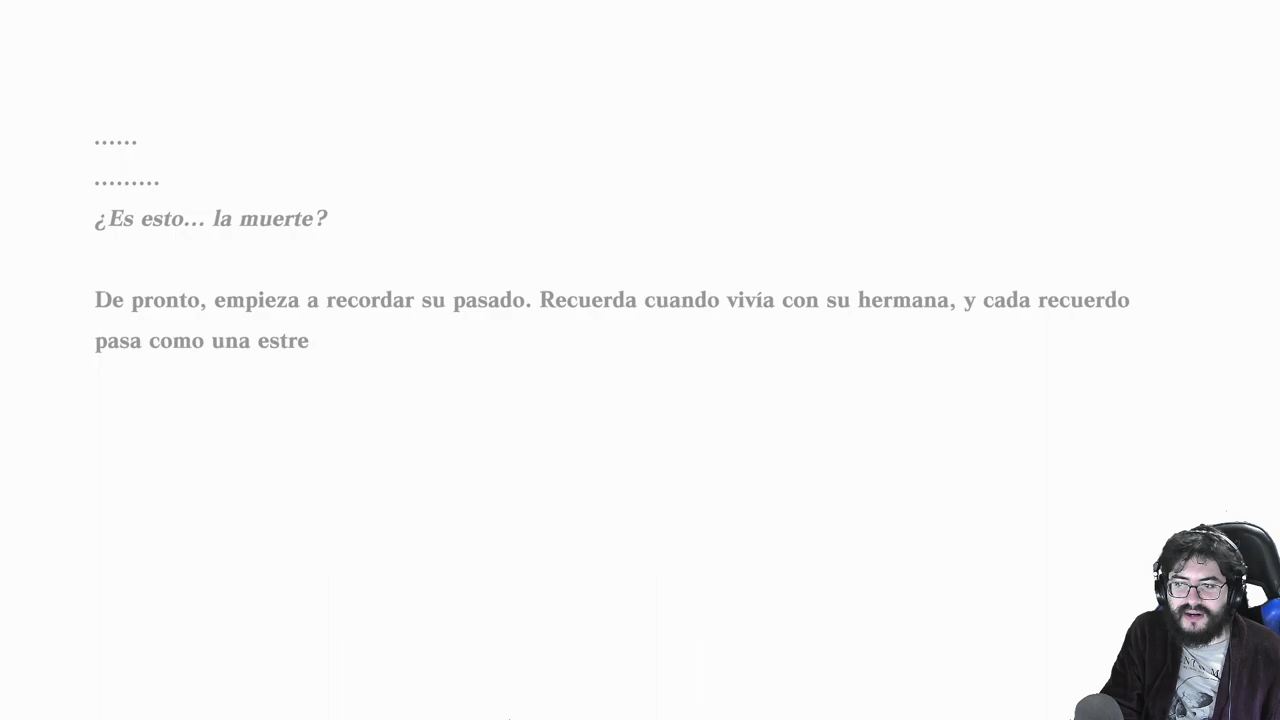 ......
.........
¿Es esto... la muerte?
De pronto, empieza a recordar su pasado. Recuerda cuando vivía con su hermana, y cada recuerdo
pasa como una estre